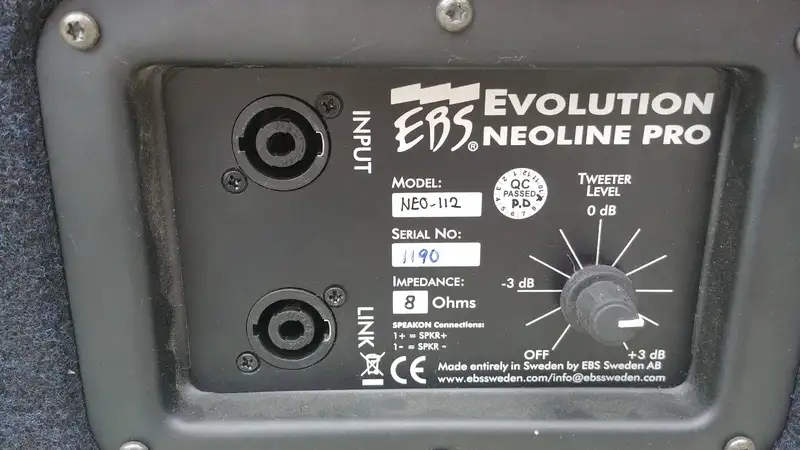 INPUT
EBS®
EVOLUTION
NEOLINE PRO
MODEL:
NEO-112
QC
PASSED
P.D.
TWEETER
LEVEL
0 dB
SERIAL NO:
1190
-3 dB
IMPEDANCE:
8 Ohms
LINK
SPEAKON Connections:
1+ = SPKR+
1- = SPKR -
OFF
+3 dB
CE
Made entirely in Sweden by EBS Sweden AB
www.ebssweden.com/info@ebssweden.com